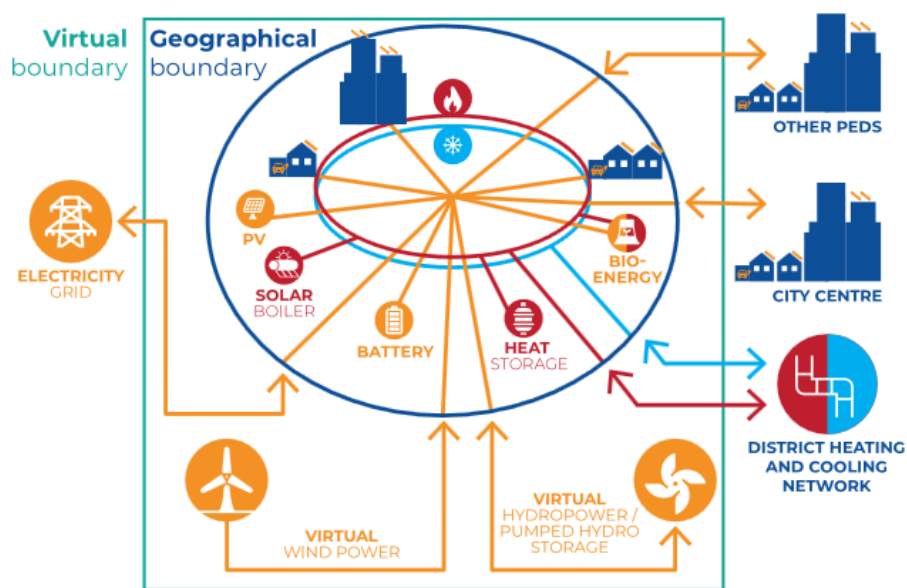 Virtual
boundary
Geographical
boundary
OTHER PEDS
PV
ELECTRICITY
GRID
SOLAR
BOILER
BIO-
ENERGY
CITY CENTRE
BATTERY
HEAT
STORAGE
DISTRICT HEATING
AND COOLING
NETWORK
VIRTUAL
WIND POWER
VIRTUAL
HYDROPOWER /
PUMPED HYDRO
STORAGE